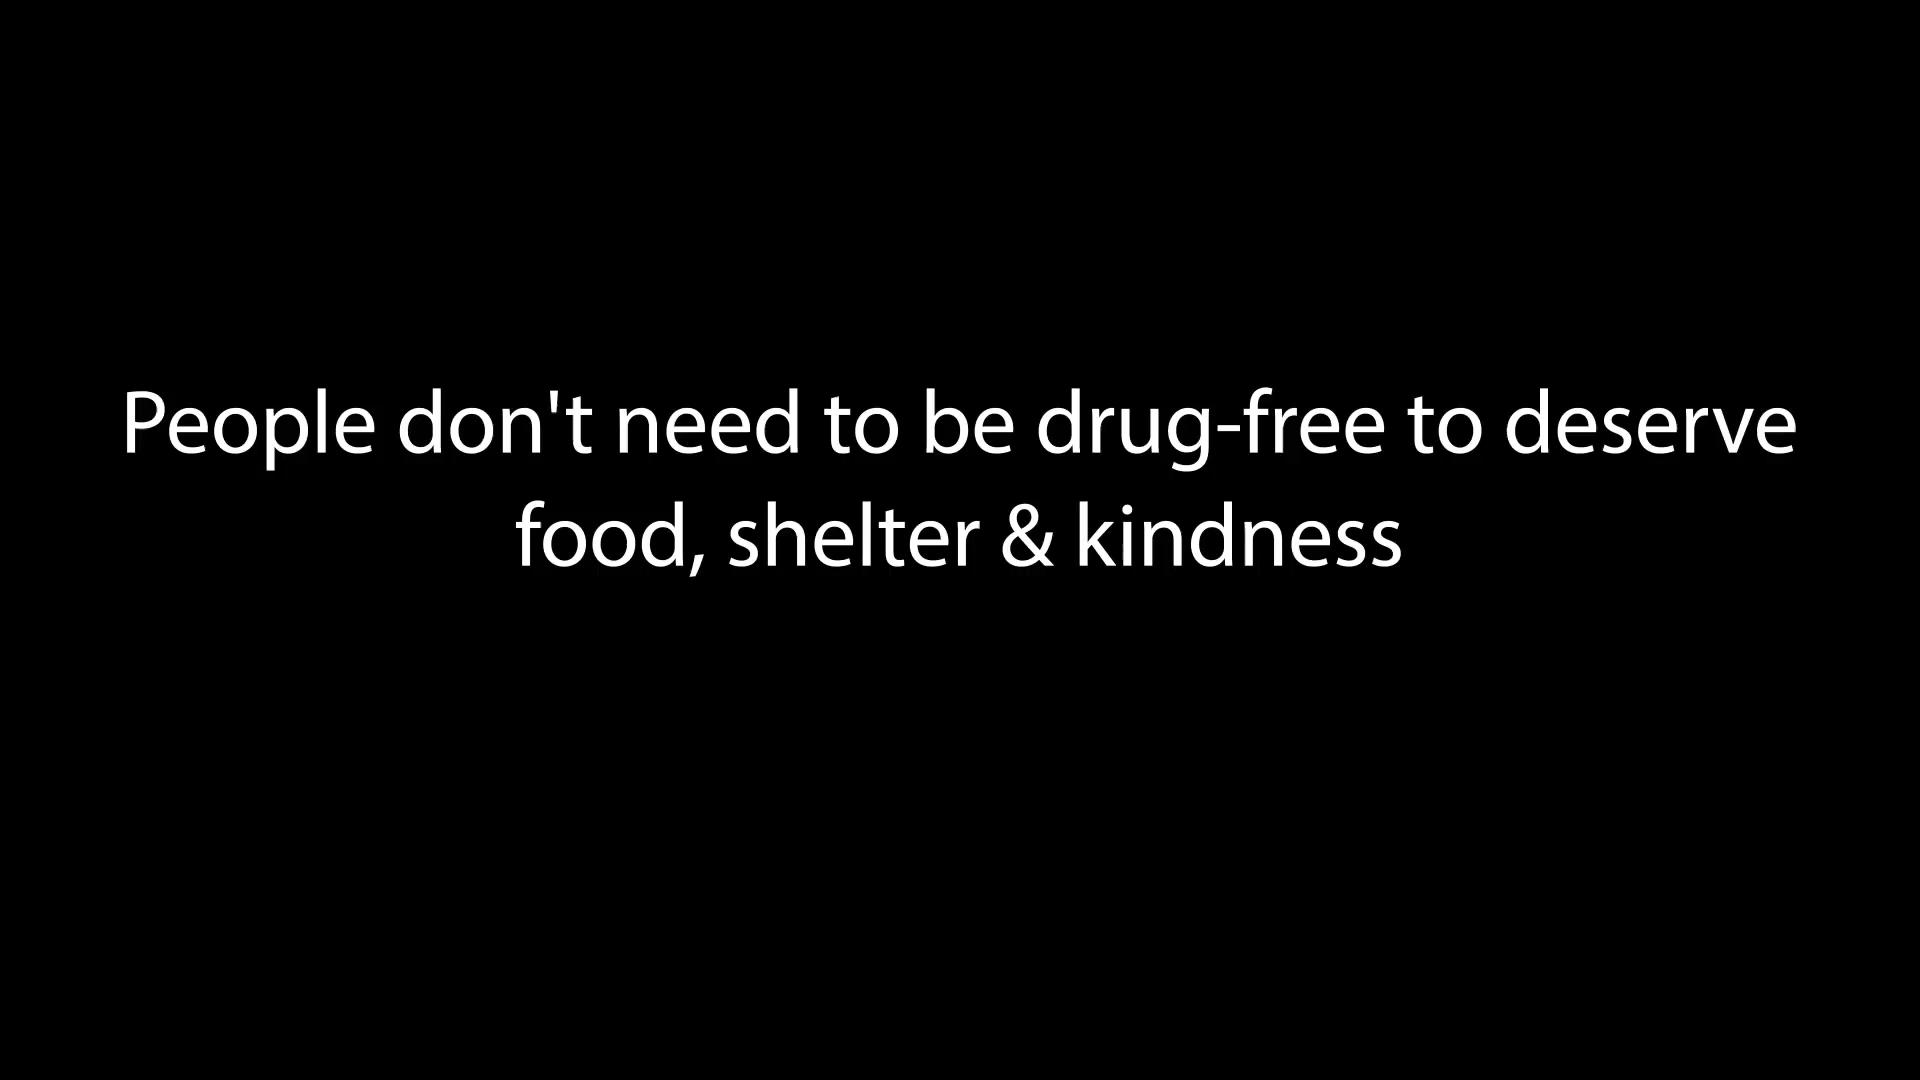 People don't need to be drug-free to deserve
food, shelter & kindness